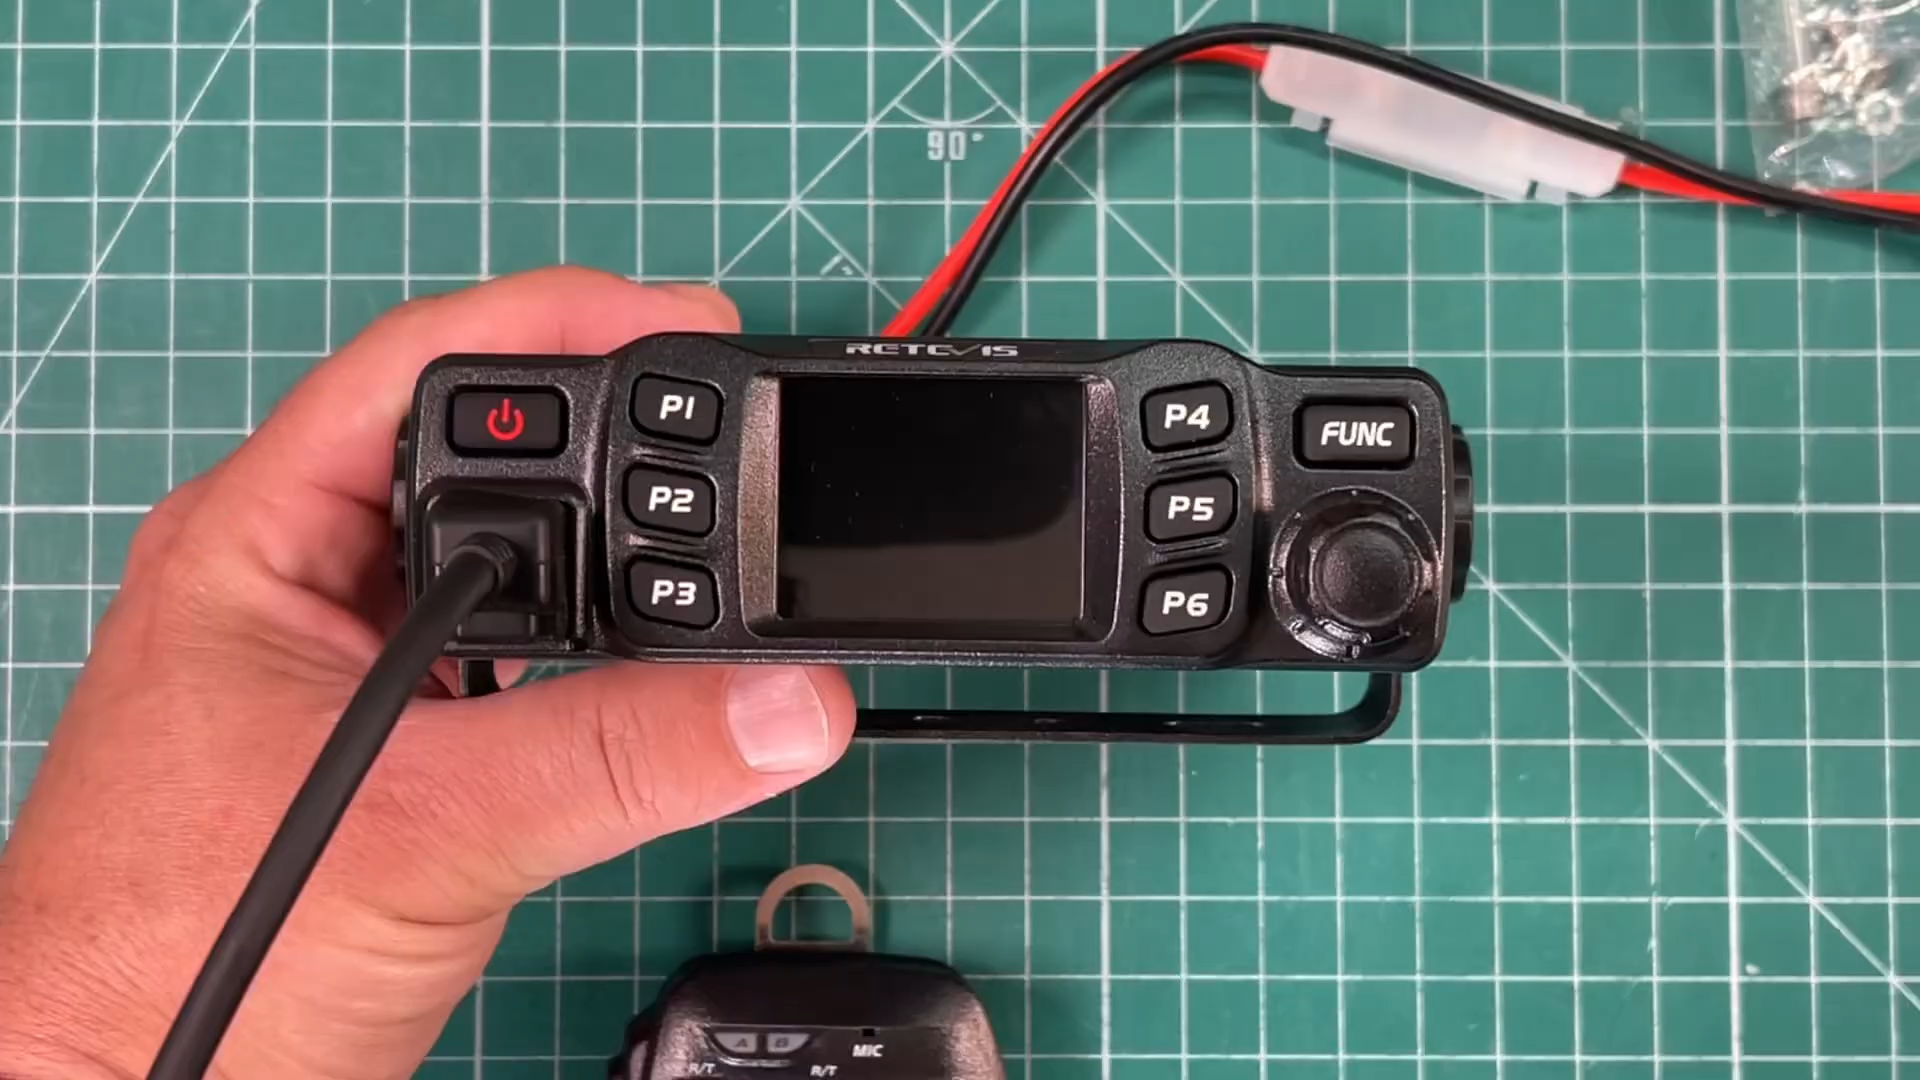 90°
RETEVIS
P1
P4
FUNC
P2
P5
P3
P6
A B
MIC
R/T R/T